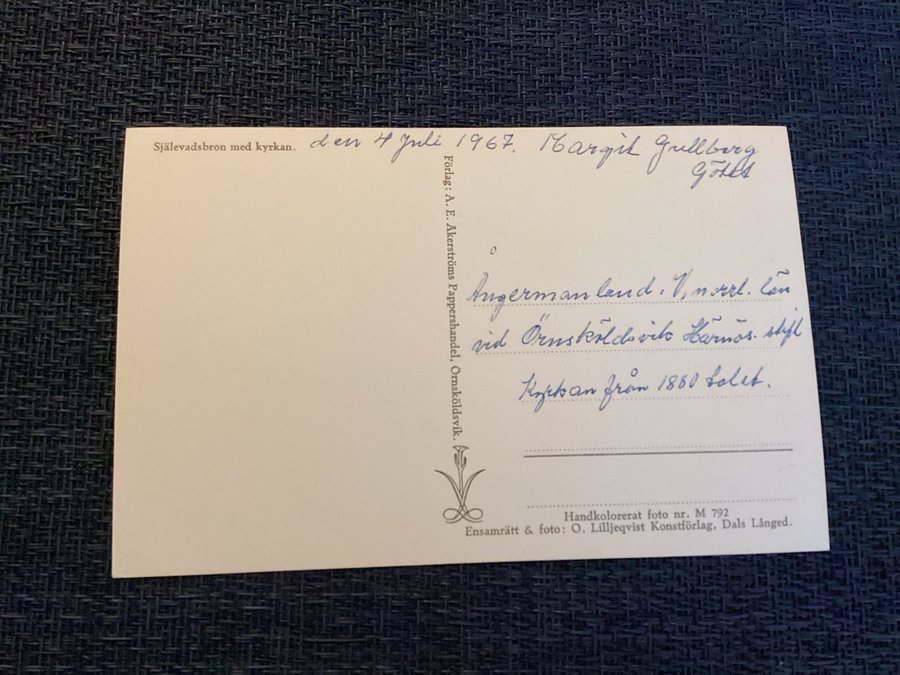 Själevadsbron med kyrkan.
den 4 Juli 1967. Margit Gullberg
Förlag: A. E. Åkerströms Pappershandel, Örnsköldsvik.
Ångermanland. V, norrl. län
vid Örnsköldsvik Härnös. stift
Kyrkan från 1880 talet.
Handkolorerat foto nr. M 792
Ensamrätt & foto: O. Lilljeqvist Konstförlag, Dals Långed.